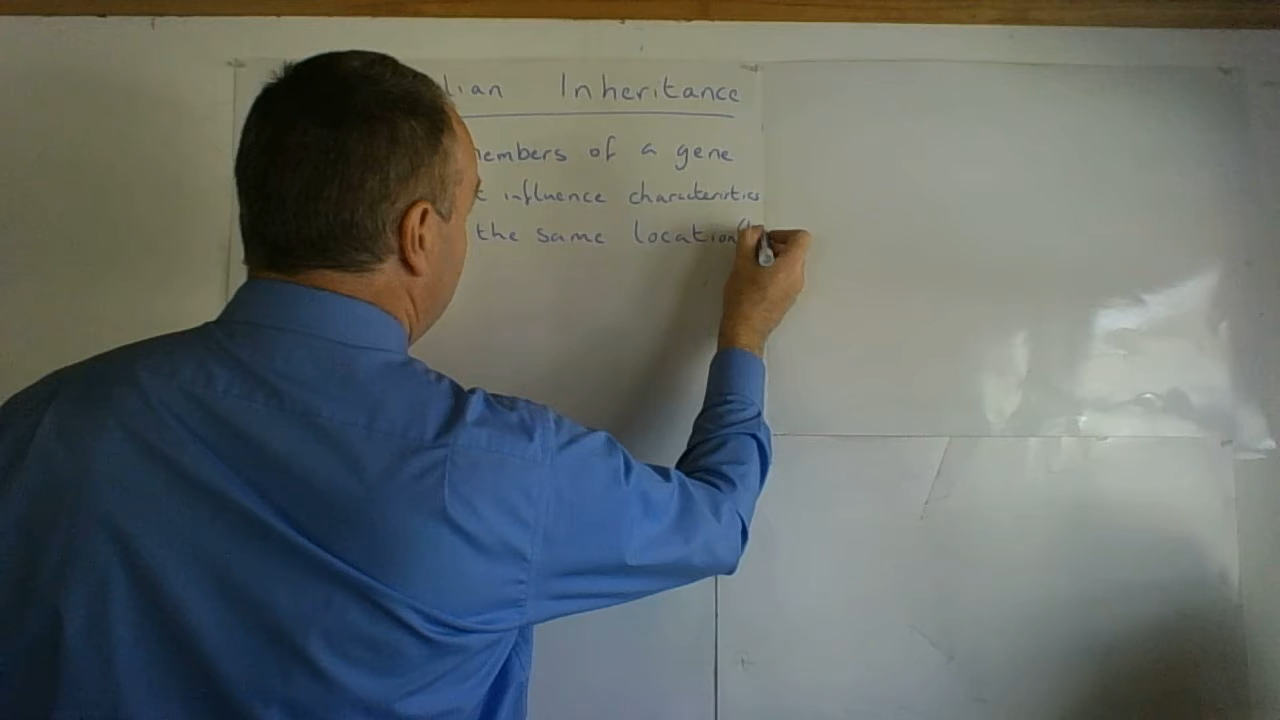 lian Inheritance
members of a gene
t influence characteristics
the same location